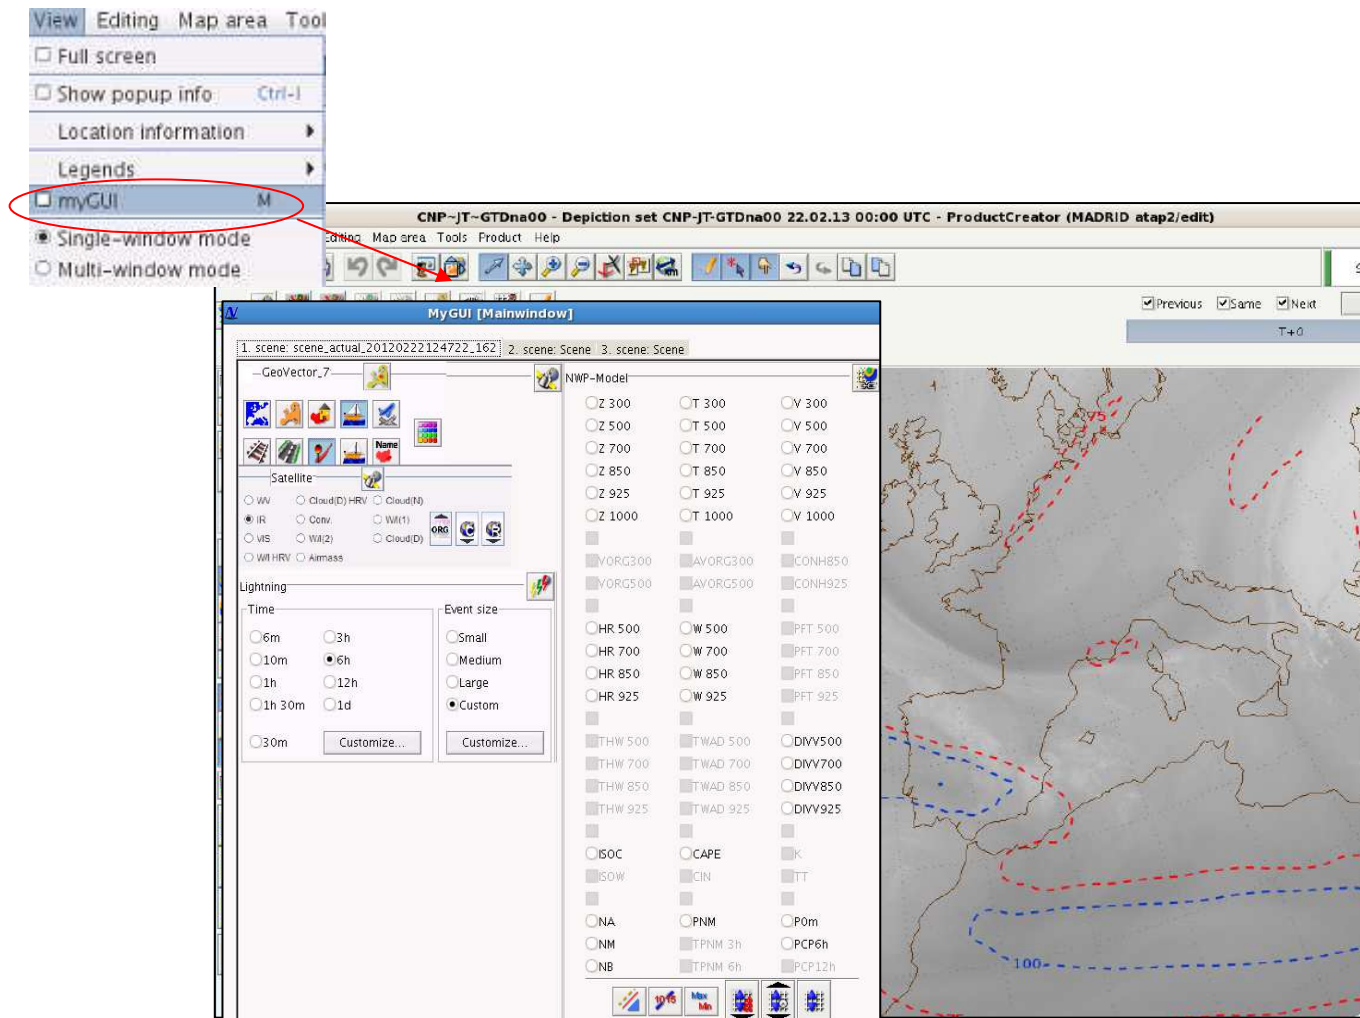 View Editing Map area Tool
Full screen
Show popup info Ctrl-I
Location information
Legends
myGUI M
Single-window mode
Multi-window mode
CNP~JT~GTDna00 - Depiction set CNP-JT-GTDna00 22.02.13 00:00 UTC - ProductCreator (MADRID atap2/edit)
Editing Map area Tools Product Help
km
Previous Same Next
T+0
MyGUI [Mainwindow]
1. scene: scene_actual_20120222124722_162 2. scene: Scene 3. scene: Scene
GeoVector_7
Name
Satellite
WV Cloud(D) HRV Cloud(N)
IR Conv. W/I(1)
VIS W/I(2) Cloud(D)
W/I HRV Airmass
ORG
Lightning
Time Event size
6m 3h Small
10m 6h Medium
1h 12h Large
1h 30m 1d Custom
30m Customize... Customize...
NWP-Model
Z 300 T 300 V 300
Z 500 T 500 V 500
Z 700 T 700 V 700
Z 850 T 850 V 850
Z 925 T 925 V 925
Z 1000 T 1000 V 1000
VORG300 AVORG300 CONH850
VORG500 AVORG500 CONH925
HR 500 W 500 PFT 500
HR 700 W 700 PFT 700
HR 850 W 850 PFT 850
HR 925 W 925 PFT 925
THW 500 TWAD 500 DIVV500
THW 700 TWAD 700 DIVV700
THW 850 TWAD 850 DIVV850
THW 925 TWAD 925 DIVV925
ISOC CAPE K
ISOW CIN TT
NA PNM P0m
NM TPNM 3h PCP6h
NB TPNM 6h PCP12h
1015 Max Min
75
100